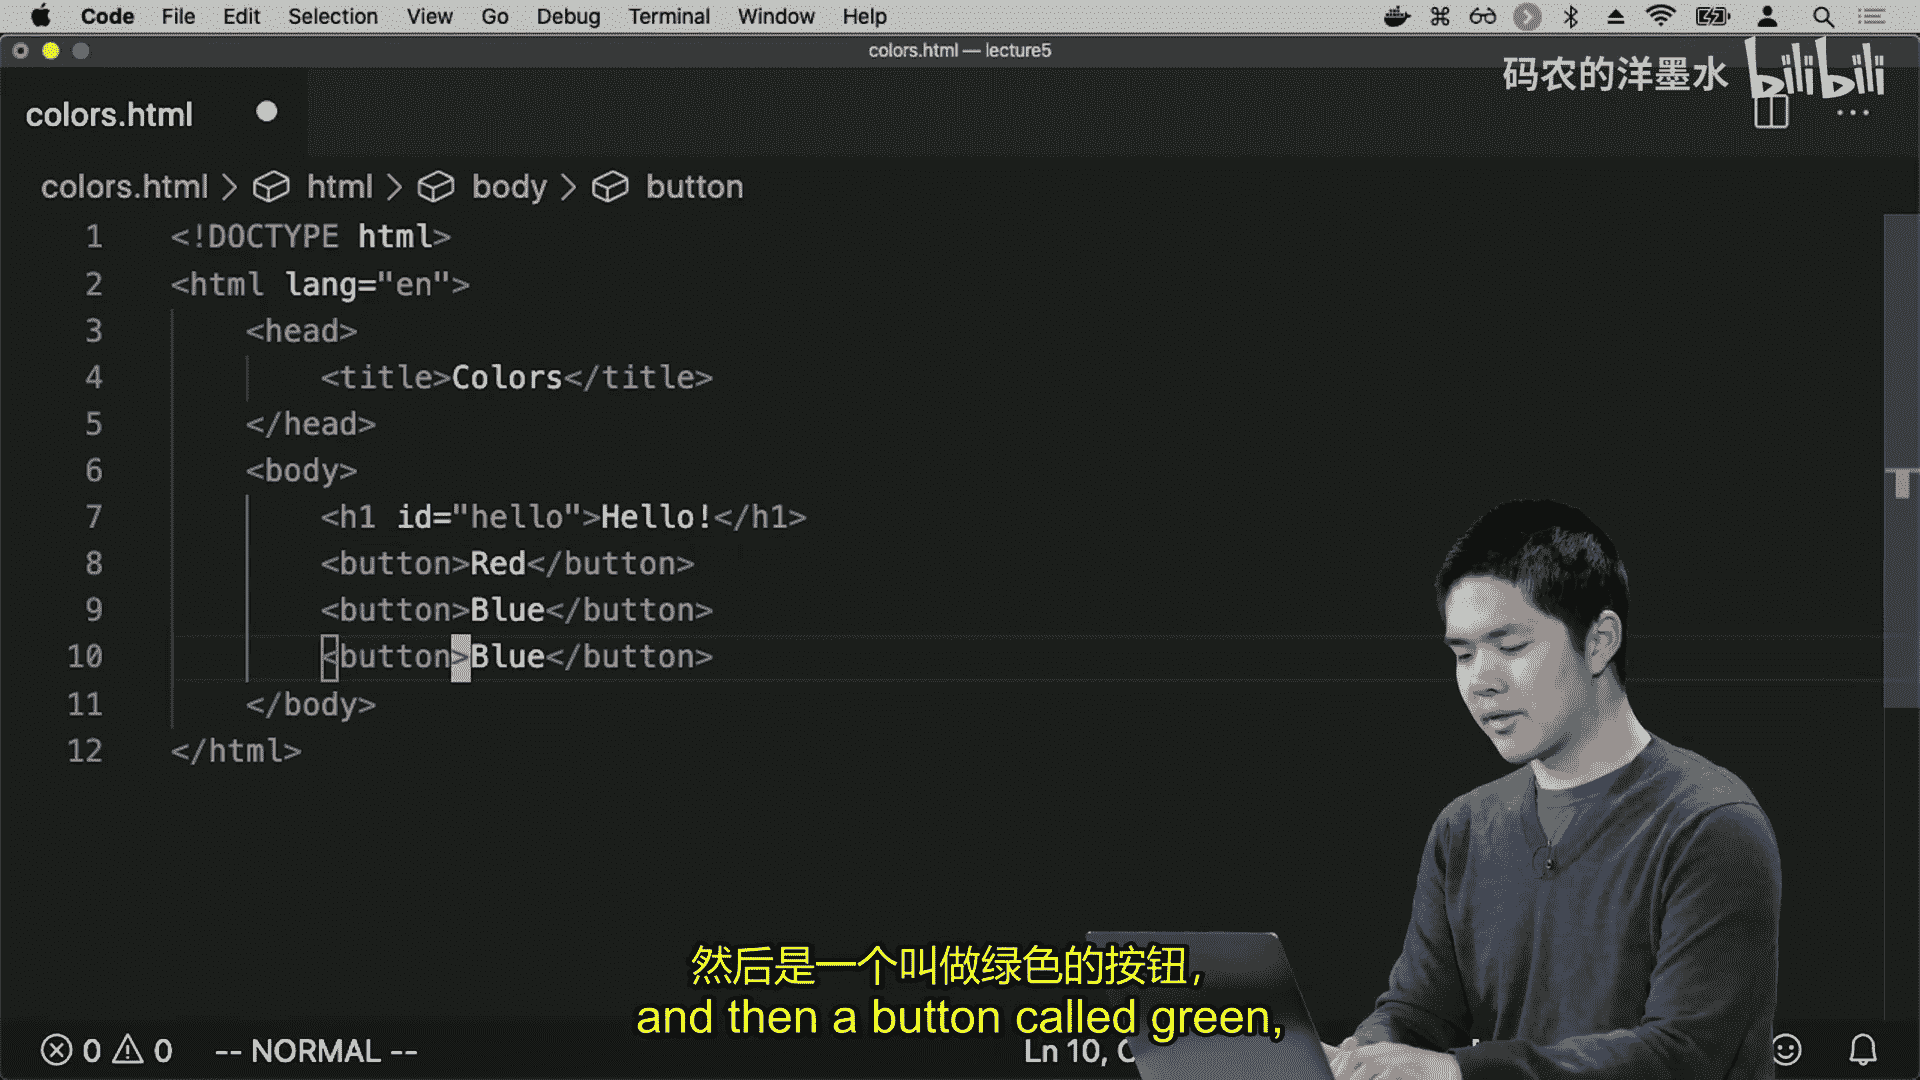 Code File Edit Selection View Go Debug Terminal Window Help
colors.html — lecture5
码农的洋墨水 bilibili
colors.html
colors.html > html > body > button
1 <!DOCTYPE html>
2 <html lang="en">
3 <head>
4 <title>Colors</title>
5 </head>
6 <body>
7 <h1 id="hello">Hello!</h1>
8 <button>Red</button>
9 <button>Blue</button>
10 <button>Blue</button>
11 </body>
12 </html>
然后是一个叫做绿色的按钮，
and then a button called green,
0 0 -- NORMAL -- Ln 10,